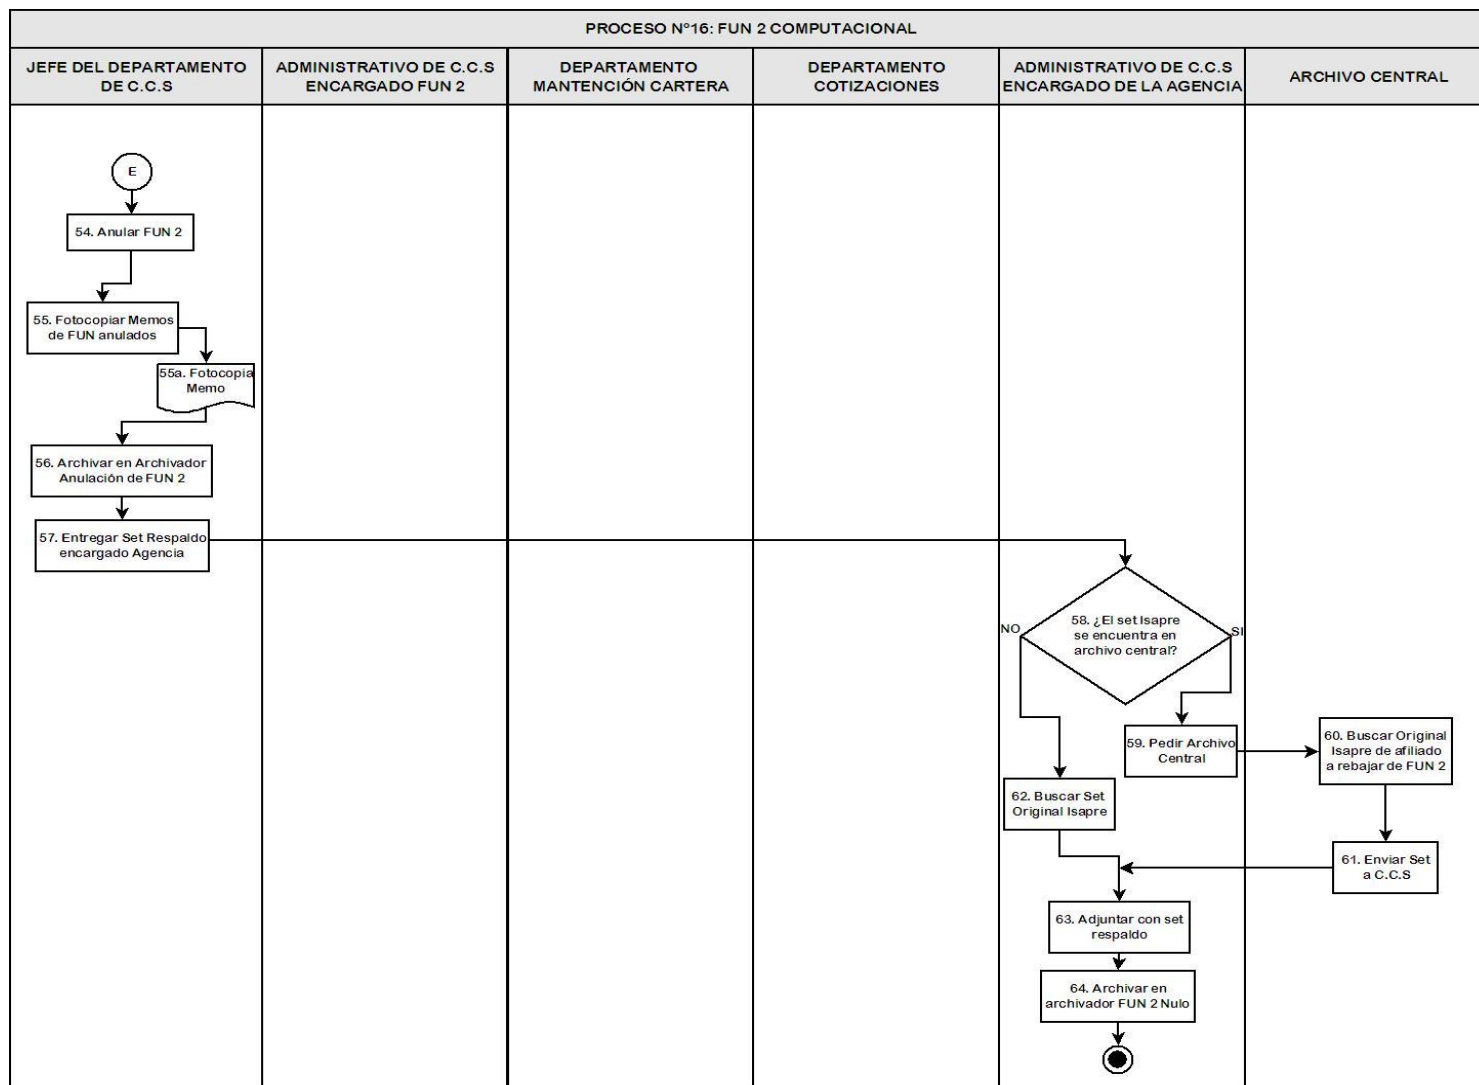 PROCESO N°16: FUN 2 COMPUTACIONAL
JEFE DEL DEPARTAMENTO
DE C.C.S
ADMINISTRATIVO DE C.C.S
ENCARGADO FUN 2
DEPARTAMENTO
MANTENCIÓN CARTERA
DEPARTAMENTO
COTIZACIONES
ADMINISTRATIVO DE C.C.S
ENCARGADO DE LA AGENCIA
ARCHIVO CENTRAL
E
54. Anular FUN 2
55. Fotocopiar Memos
de FUN anulados
55a. Fotocopia
Memo
56. Archivar en Archivador
Anulación de FUN 2
57. Entregar Set Respaldo
encargado Agencia
58. ¿El set Isapre
se encuentra en
archivo central?
NO
SI
59. Pedir Archivo
Central
60. Buscar Original
Isapre de afiliado
a rebajar de FUN 2
62. Buscar Set
Original Isapre
61. Enviar Set
a C.C.S
63. Adjuntar con set
respaldo
64. Archivar en
archivador FUN 2 Nulo